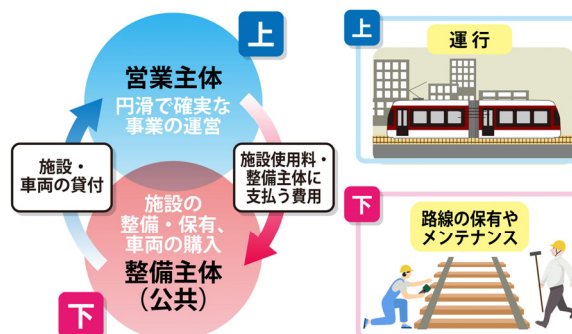 上
営業主体
円滑で確実な
事業の運営
施設・
車両の貸付
施設使用料・
整備主体に
支払う費用
施設の
整備・保有、
車両の購入
整備主体
（公共）
下
上
運行
下
路線の保有や
メンテナンス